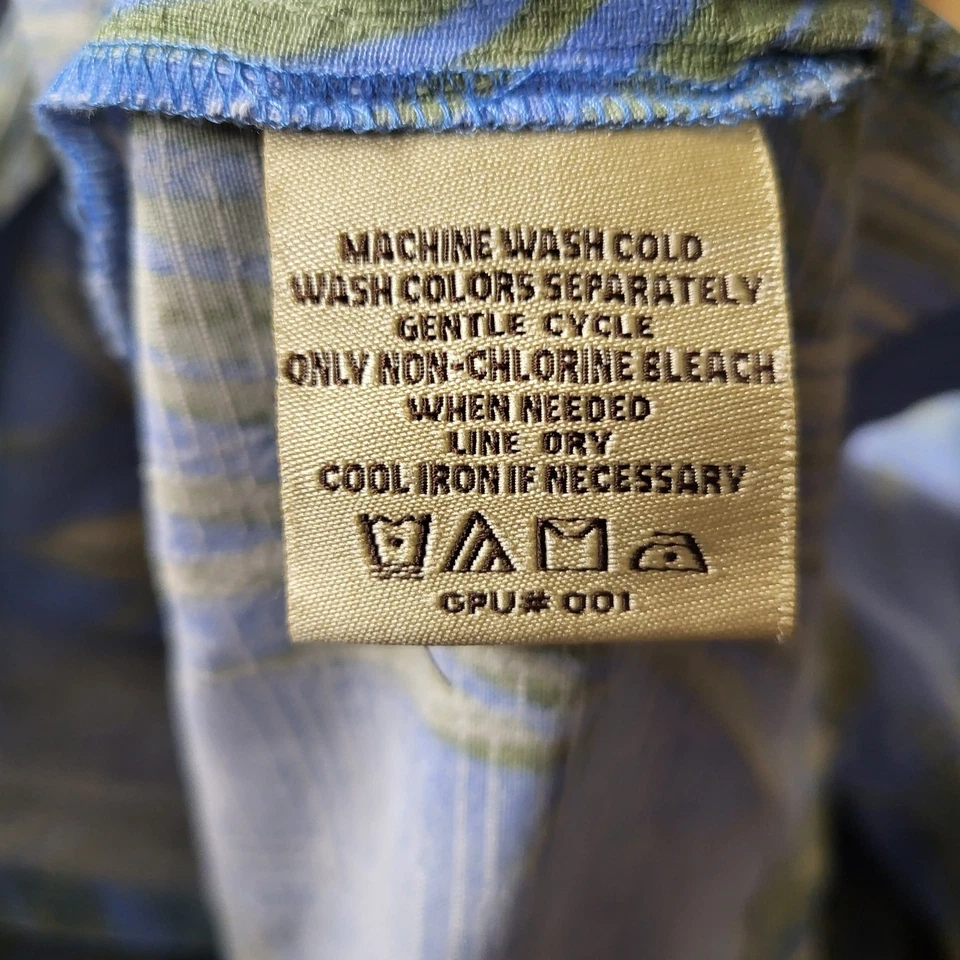 MACHINE WASH COLD
WASH COLORS SEPARATELY
GENTLE CYCLE
ONLY NON-CHLORINE BLEACH
WHEN NEEDED
LINE DRY
COOL IRON IF NECESSARY
GPU# 001